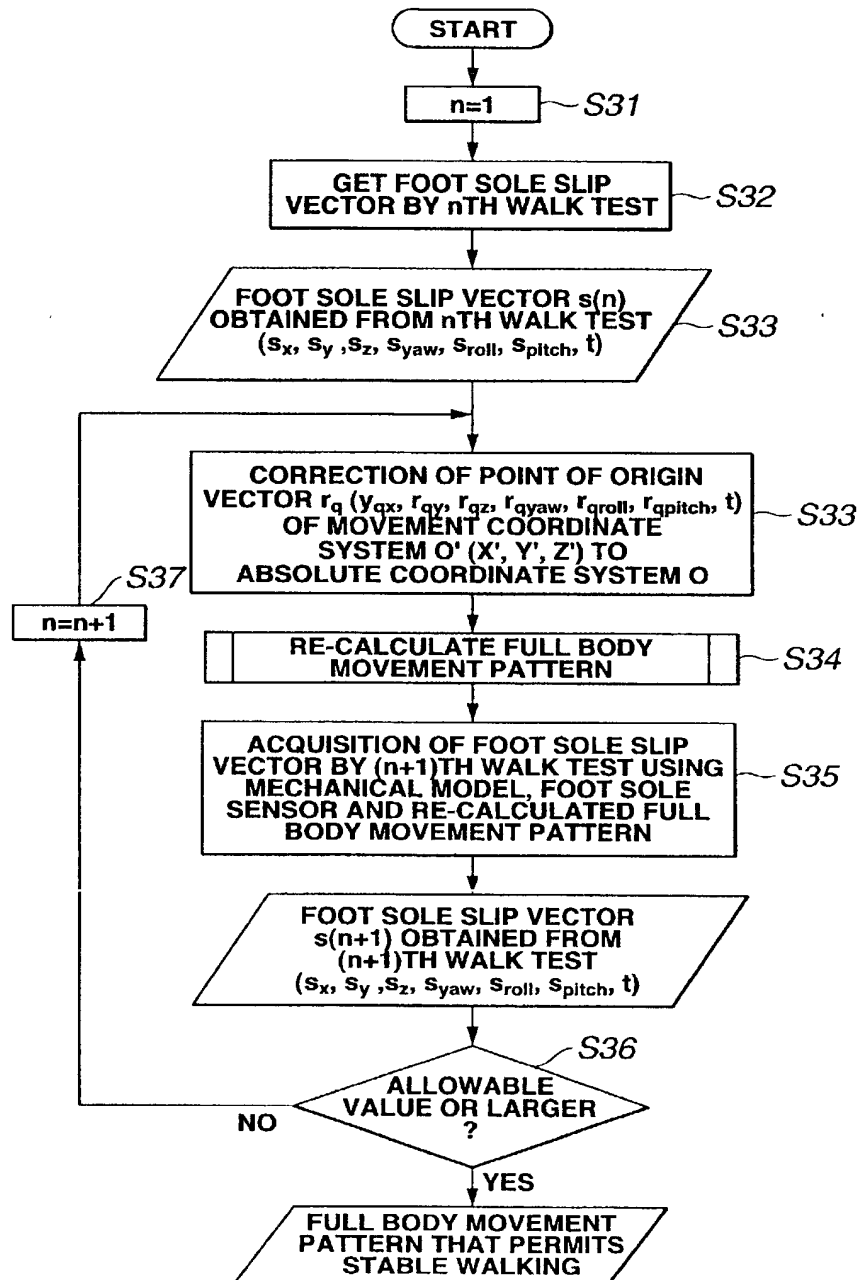 START
n=1
S31
GET FOOT SOLE SLIP
VECTOR BY nTH WALK TEST
S32
FOOT SOLE SLIP VECTOR s(n)
OBTAINED FROM nTH WALK TEST
(sx, sy ,sz, syaw, sroll, spitch, t)
S33
CORRECTION OF POINT OF ORIGIN
VECTOR rq (yqx, rqy, rqz, rqyaw, rqroll, rqpitch, t)
OF MOVEMENT COORDINATE
SYSTEM O' (X', Y', Z') TO
ABSOLUTE COORDINATE SYSTEM O
S33
S37
n=n+1
RE-CALCULATE FULL BODY
MOVEMENT PATTERN
S34
ACQUISITION OF FOOT SOLE SLIP
VECTOR BY (n+1)TH WALK TEST USING
MECHANICAL MODEL, FOOT SOLE
SENSOR AND RE-CALCULATED FULL
BODY MOVEMENT PATTERN
S35
FOOT SOLE SLIP VECTOR
s(n+1) OBTAINED FROM
(n+1)TH WALK TEST
(sx, sy ,sz, syaw, sroll, spitch, t)
S36
ALLOWABLE
VALUE OR LARGER
?
NO
YES
FULL BODY MOVEMENT
PATTERN THAT PERMITS
STABLE WALKING